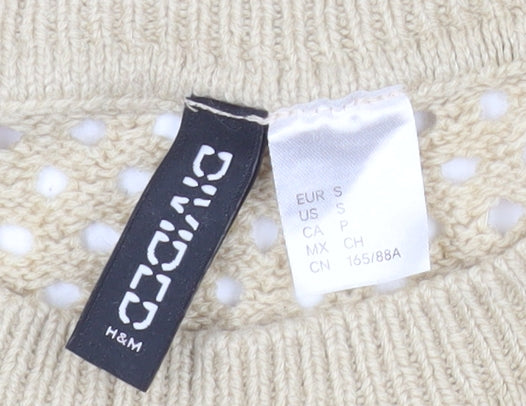 DIVIDED
H&M
EUR S
US S
CA P
MX CH
CN 165/88A